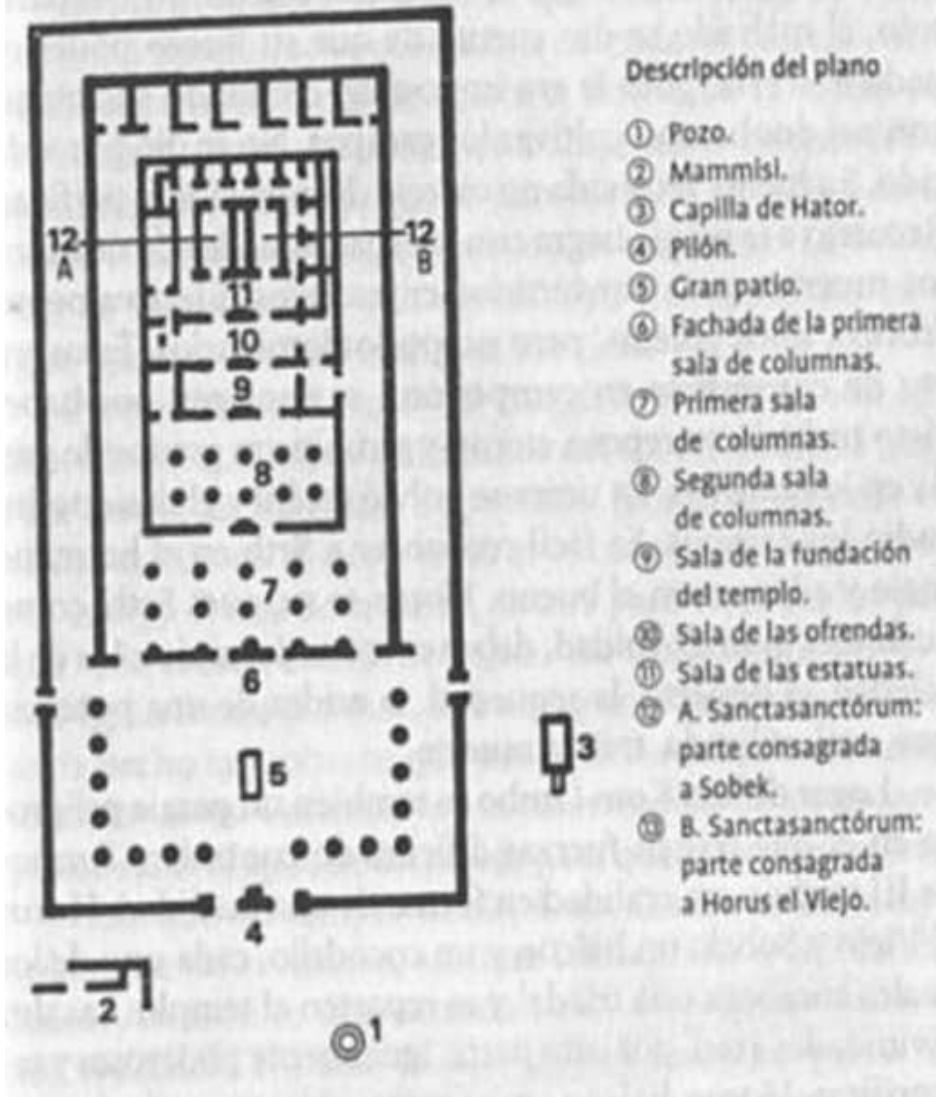 Descripción del plano
① Pozo.
② Mammisi.
③ Capilla de Hator.
④ Pilón.
⑤ Gran patio.
⑥ Fachada de la primera
sala de columnas.
⑦ Primera sala
de columnas.
⑧ Segunda sala
de columnas.
⑨ Sala de la fundación
del templo.
⑩ Sala de las ofrendas.
⑪ Sala de las estatuas.
⑫ A. Sanctasanctórum:
parte consagrada
a Sobek.
⑬ B. Sanctasanctórum:
parte consagrada
a Horus el Viejo.
12 12
A B
11
10
9
8
7
6
5
3
4
2
1